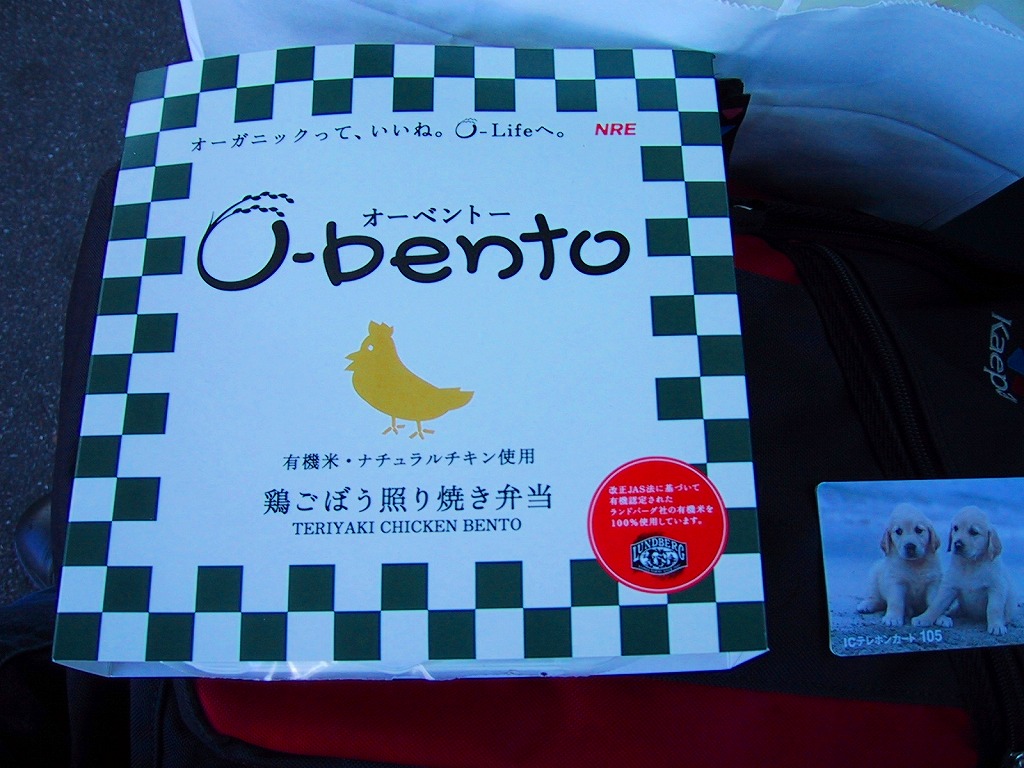 オーガニックって、いいね。O-Lifeへ。 NRE
オーベントー
O-bento
有機米・ナチュラルチキン使用
鶏ごぼう照り焼き弁当
TERIYAKI CHICKEN BENTO
改正JAS法に基づいて
有機認定された
ランドバーグ社の有機米を
100%使用しています。
LUNDBERG
Kaepa
ICテレホンカード 105